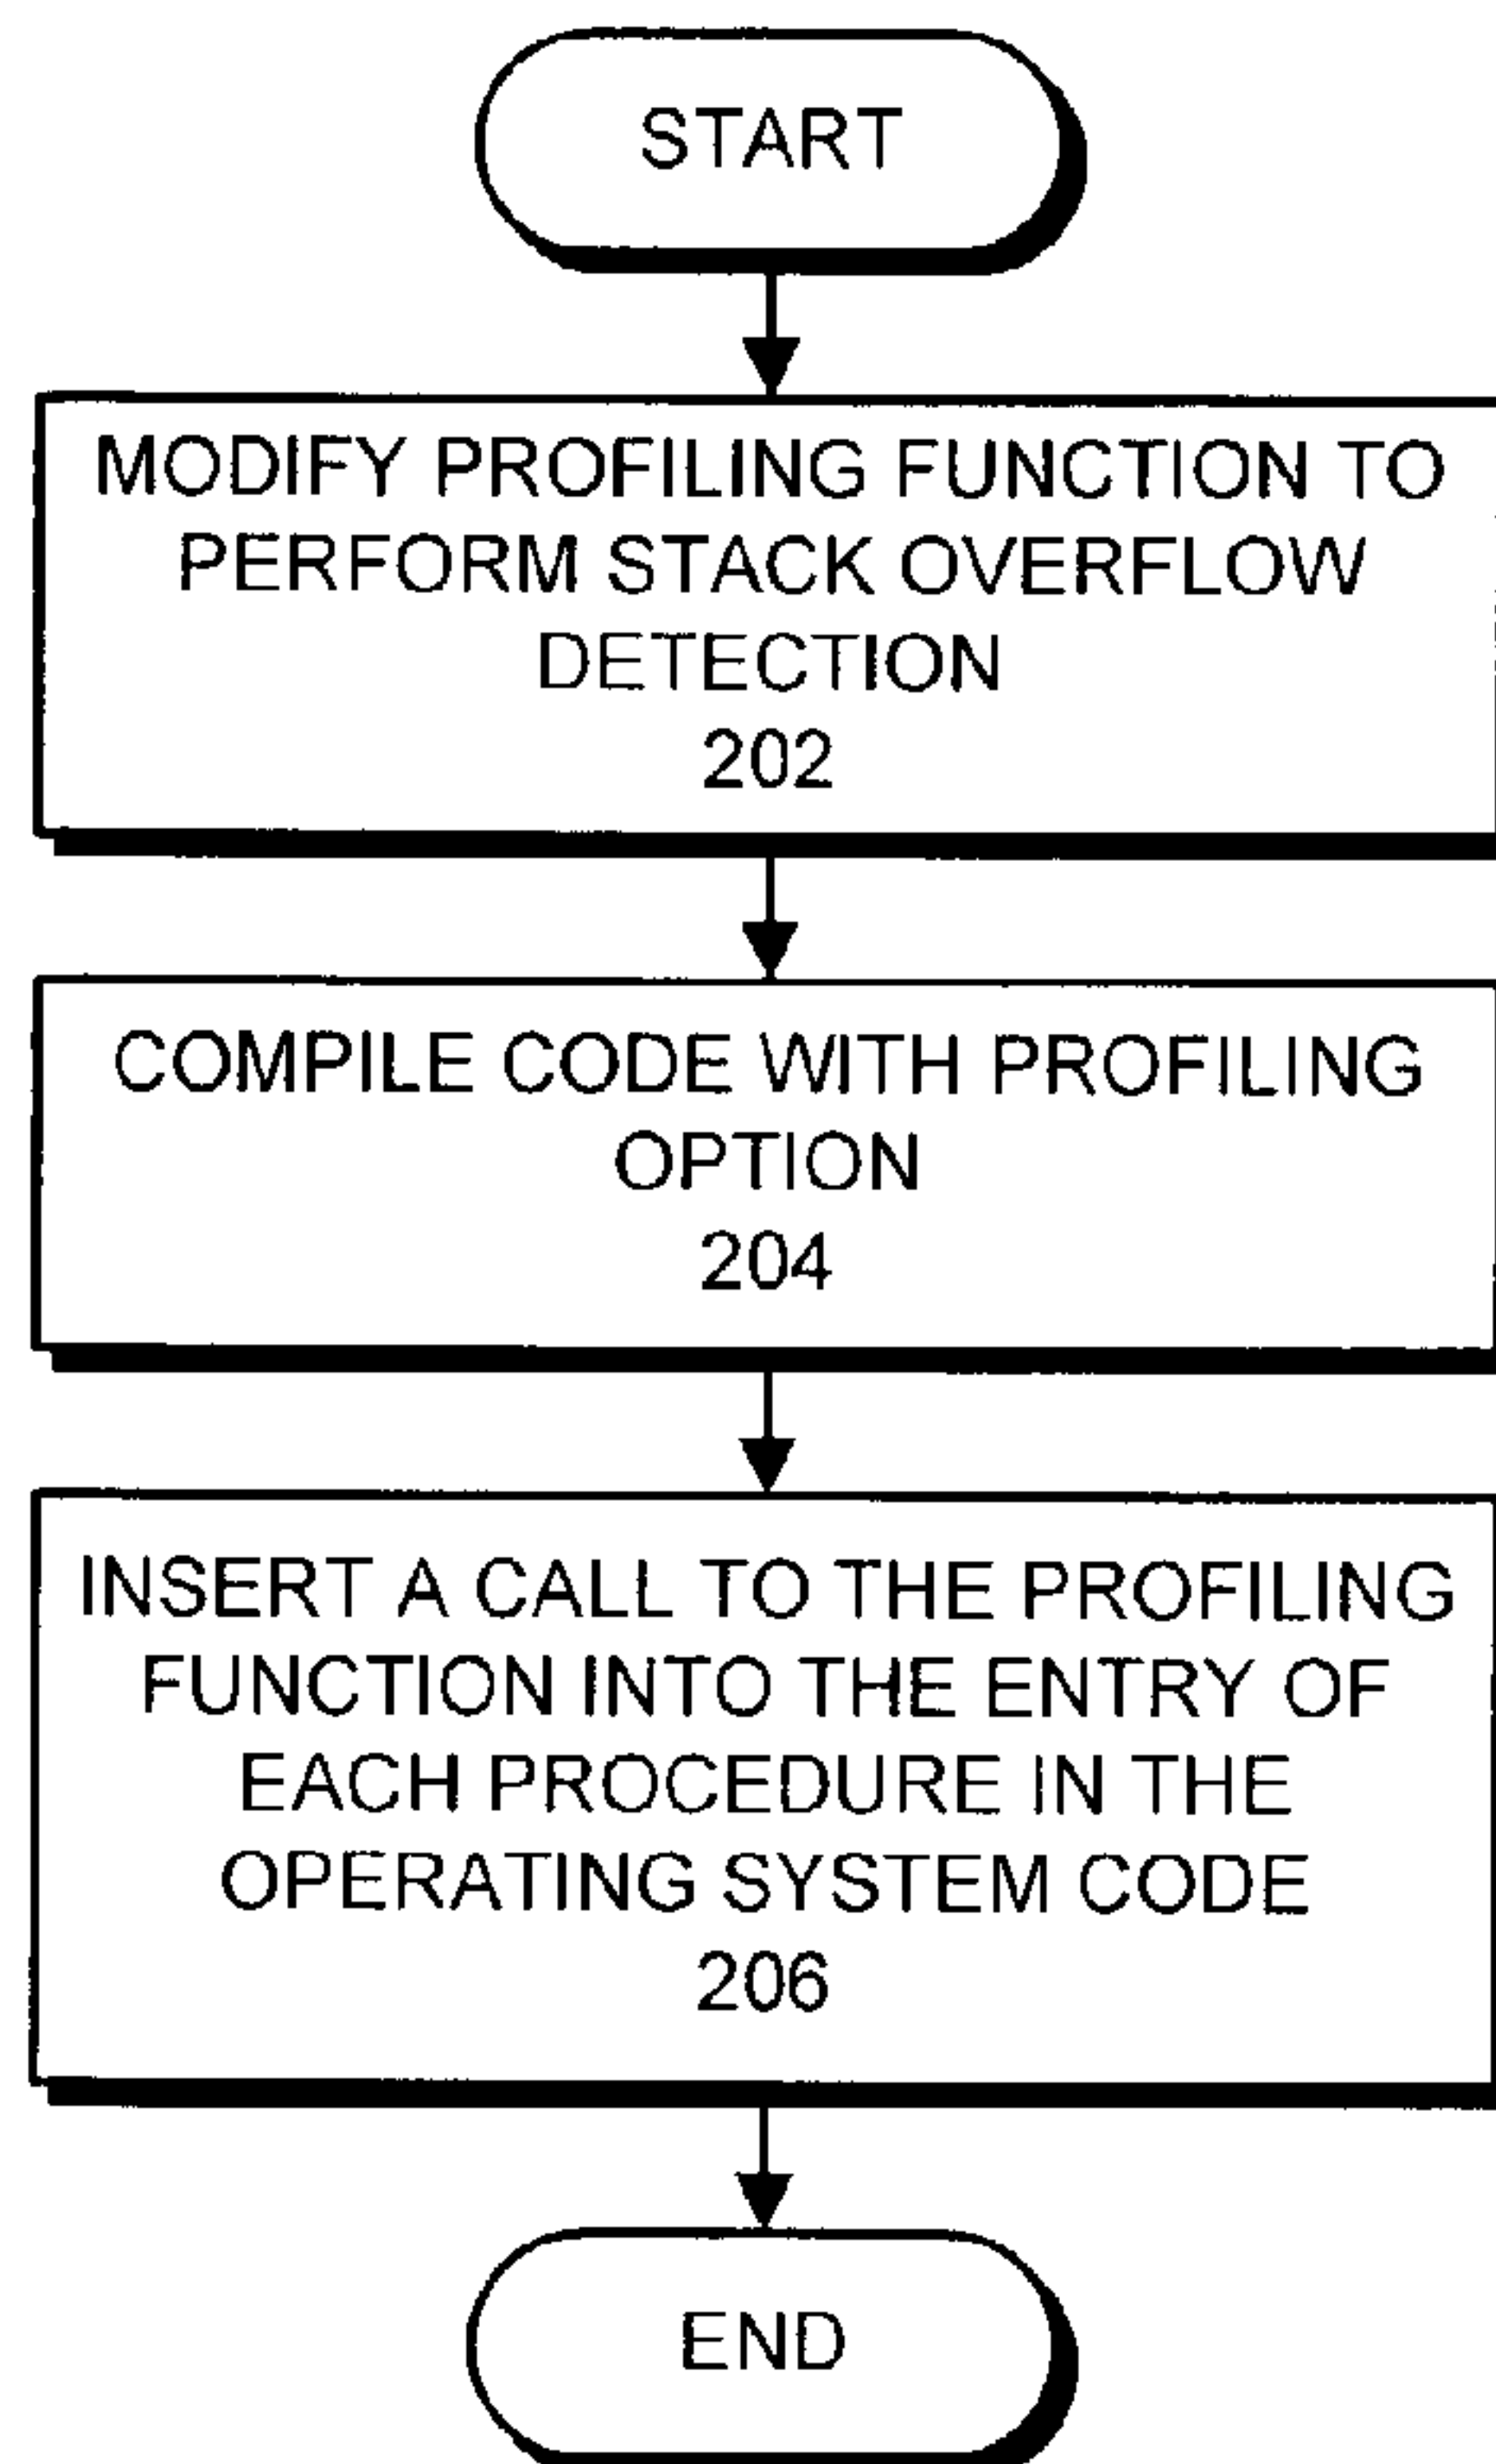 START
MODIFY PROFILING FUNCTION TO
PERFORM STACK OVERFLOW
DETECTION
202
COMPILE CODE WITH PROFILING
OPTION
204
INSERT A CALL TO THE PROFILING
FUNCTION INTO THE ENTRY OF
EACH PROCEDURE IN THE
OPERATING SYSTEM CODE
206
END